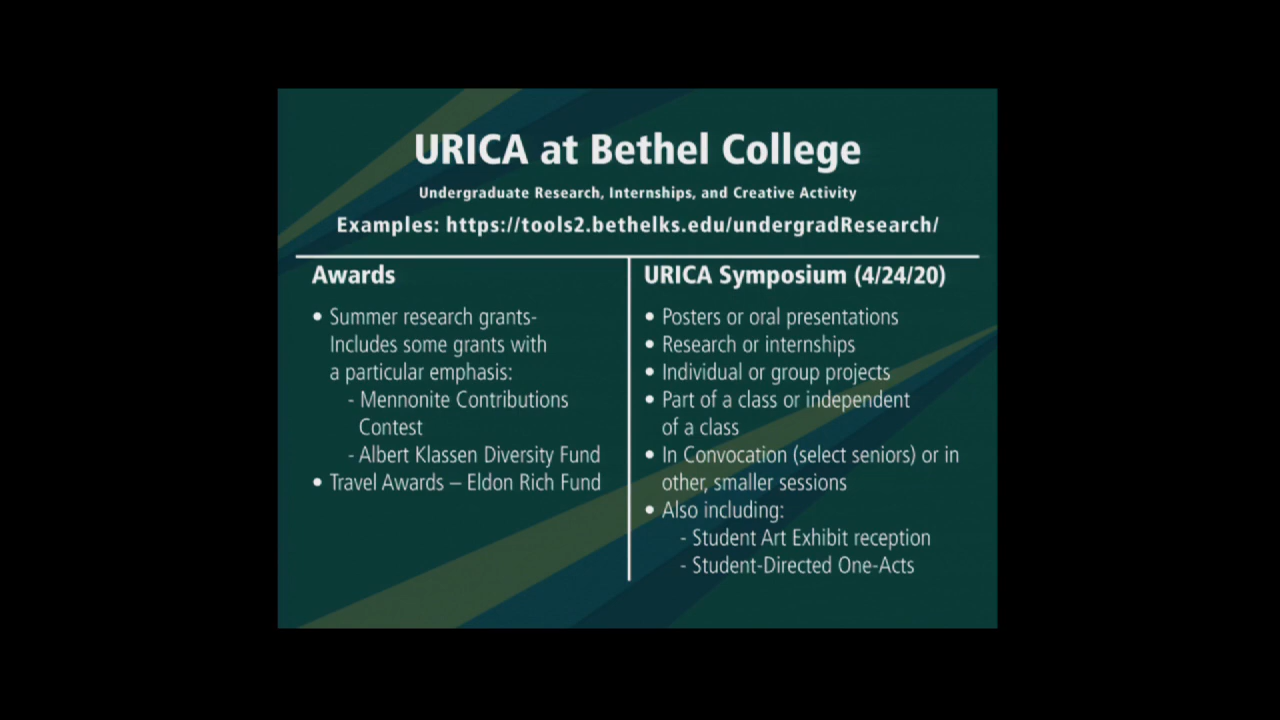 URICA at Bethel College
Undergraduate Research, Internships, and Creative Activity
Examples: https://tools2.bethelks.edu/undergradResearch/
Awards
• Summer research grants-
Includes some grants with
a particular emphasis:
- Mennonite Contributions
Contest
- Albert Klassen Diversity Fund
• Travel Awards – Eldon Rich Fund
URICA Symposium (4/24/20)
• Posters or oral presentations
• Research or internships
• Individual or group projects
• Part of a class or independent
of a class
• In Convocation (select seniors) or in
other, smaller sessions
• Also including:
- Student Art Exhibit reception
- Student-Directed One-Acts